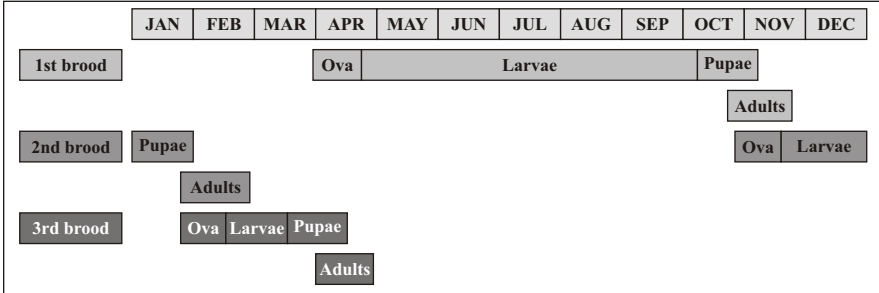 JAN FEB MAR APR MAY JUN JUL AUG SEP OCT NOV DEC
1st brood Ova Larvae Pupae
Adults
2nd brood Pupae Ova Larvae
Adults
3rd brood Ova Larvae Pupae
Adults